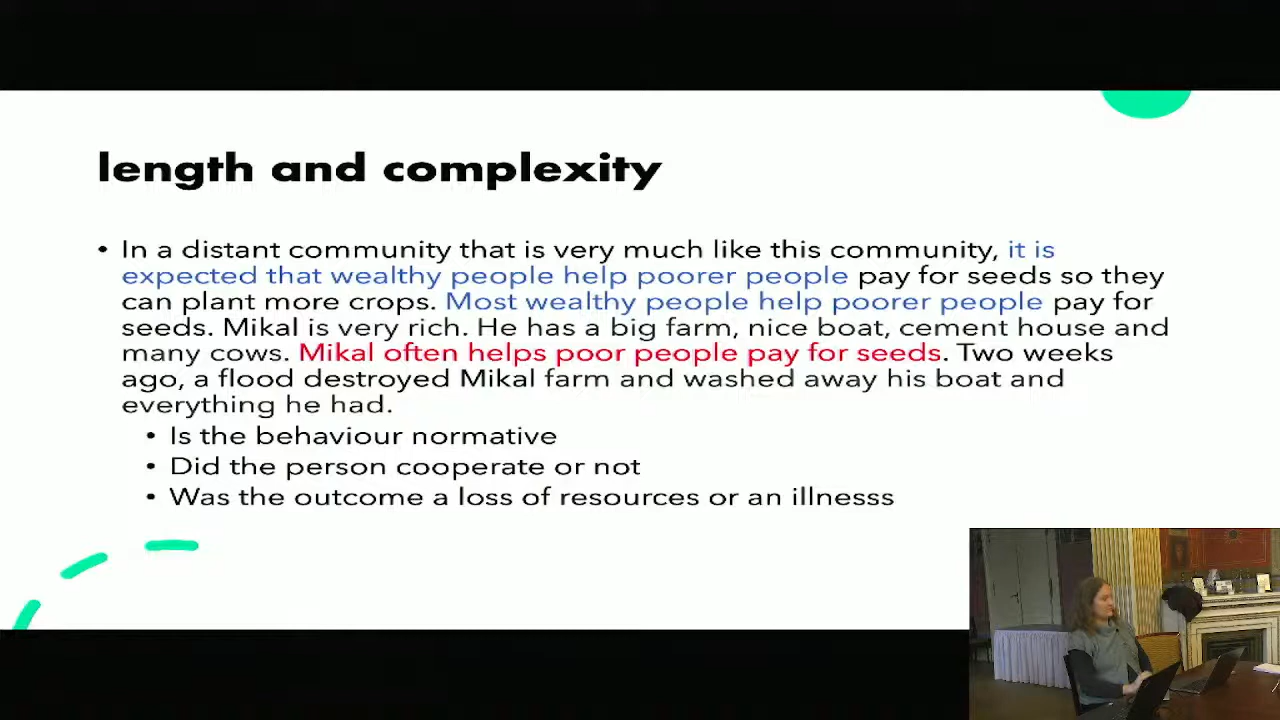 length and complexity
• In a distant community that is very much like this community, it is
expected that wealthy people help poorer people pay for seeds so they
can plant more crops. Most wealthy people help poorer people pay for
seeds. Mikal is very rich. He has a big farm, nice boat, cement house and
many cows. Mikal often helps poor people pay for seeds. Two weeks
ago, a flood destroyed Mikal farm and washed away his boat and
everything he had.
• Is the behaviour normative
• Did the person cooperate or not
• Was the outcome a loss of resources or an illnesss